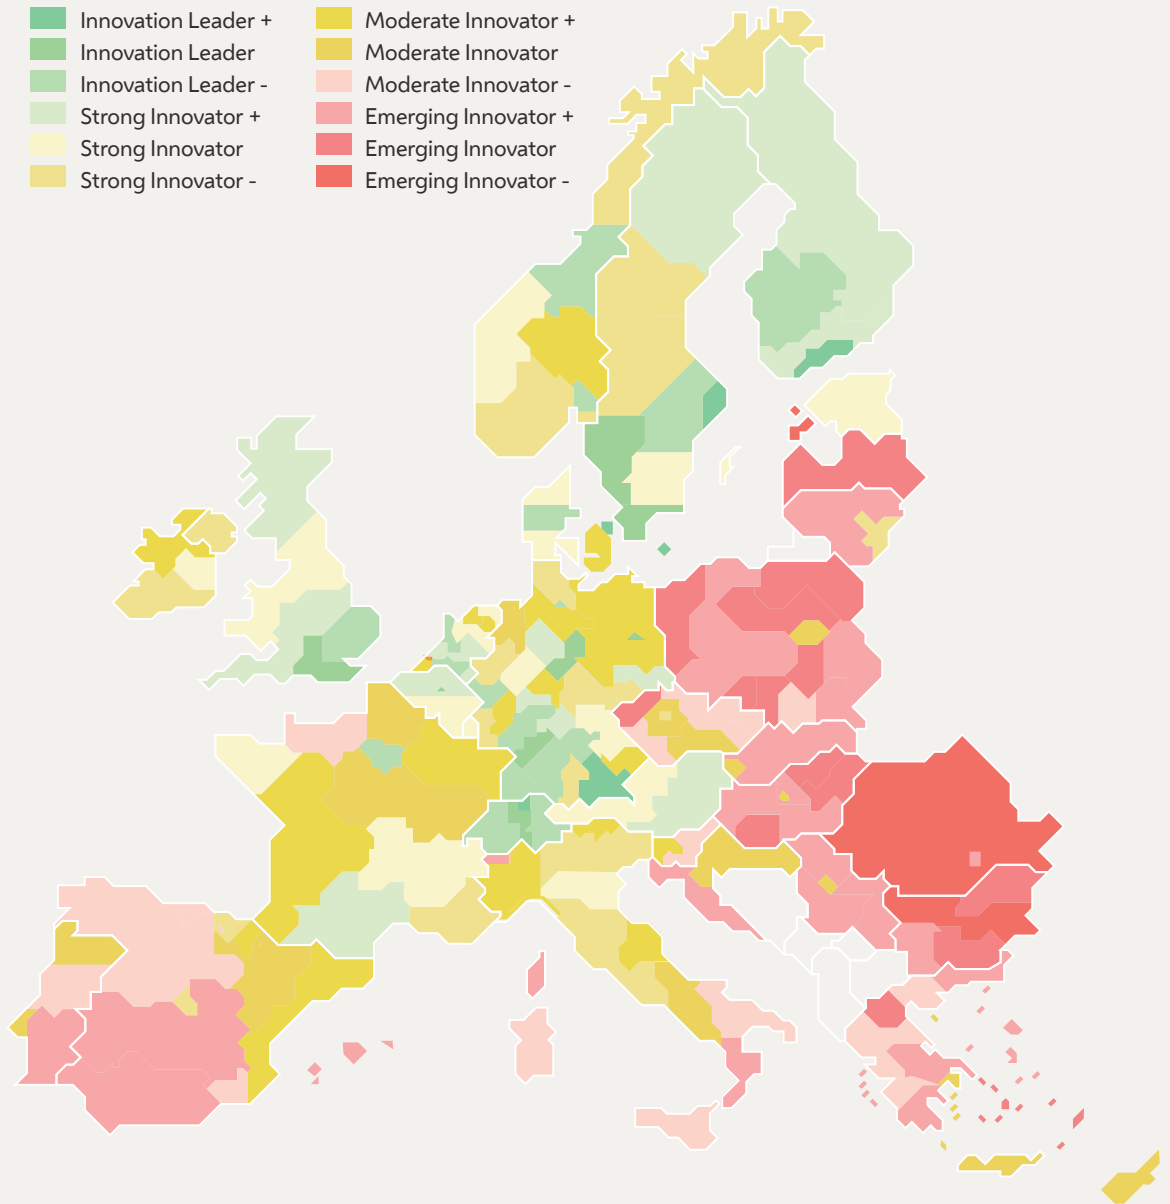 Innovation Leader +
Innovation Leader
Innovation Leader -
Strong Innovator +
Strong Innovator
Strong Innovator -
Moderate Innovator +
Moderate Innovator
Moderate Innovator -
Emerging Innovator +
Emerging Innovator
Emerging Innovator -